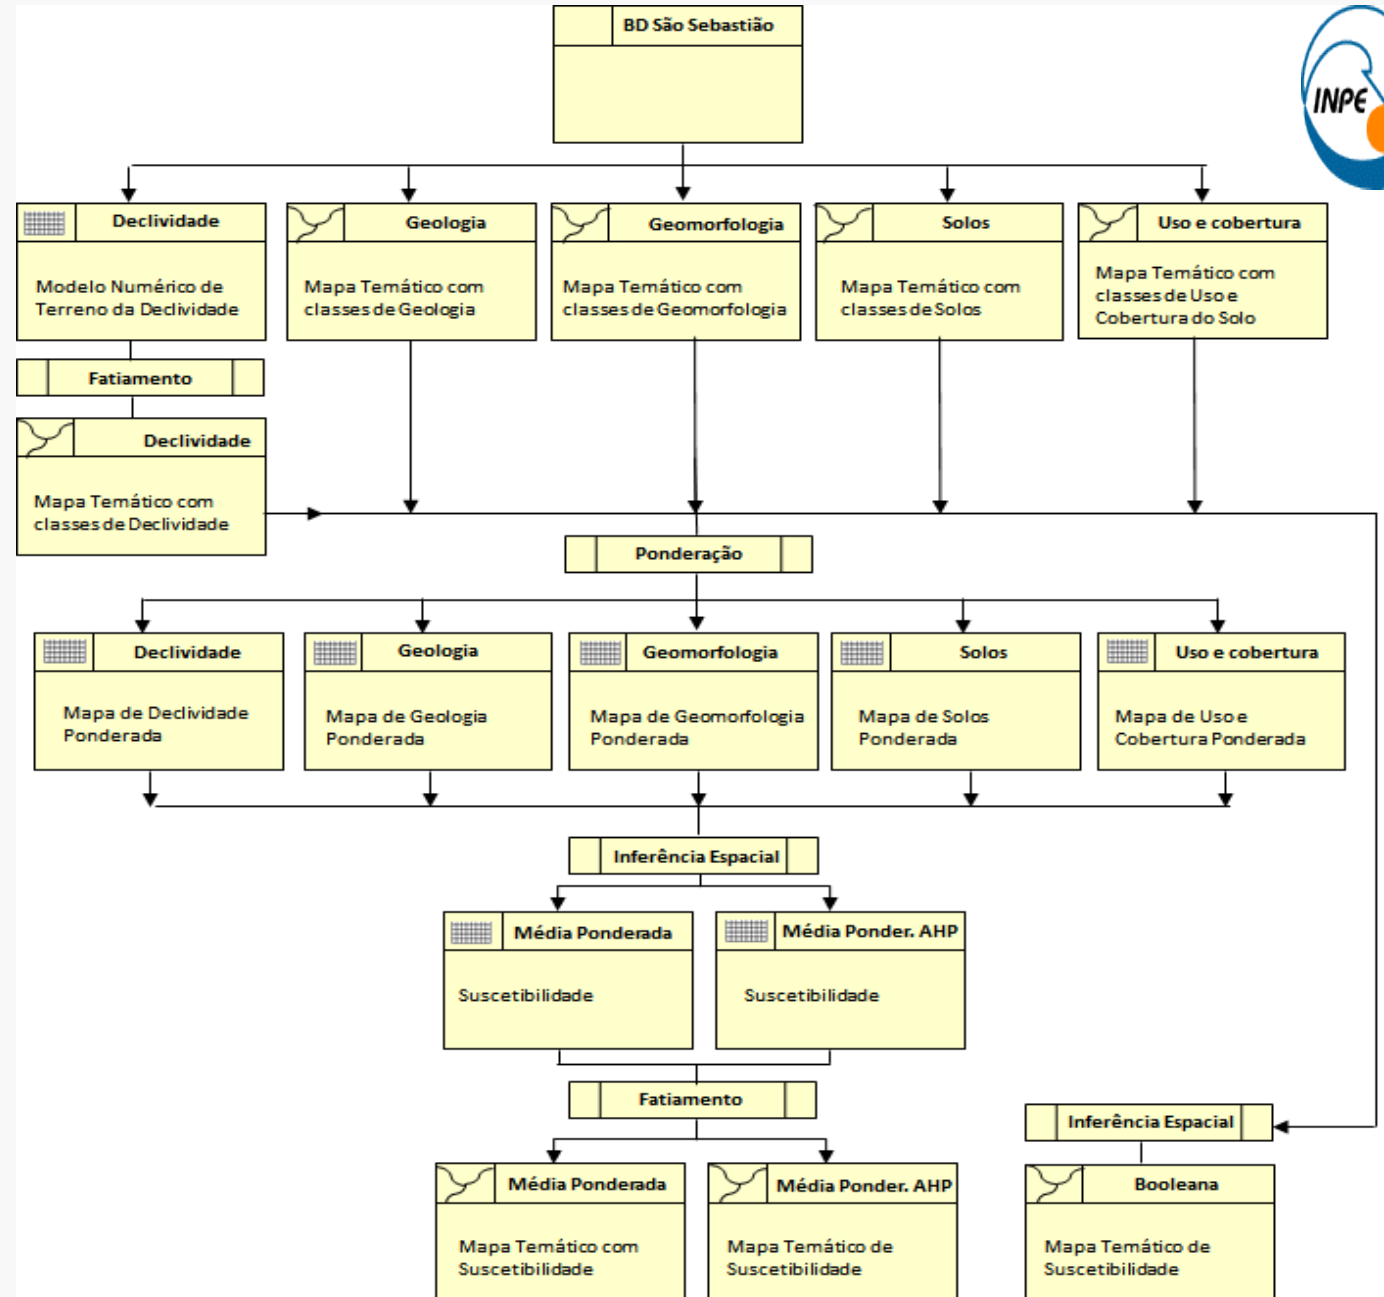 BD São Sebastião
INPE
Declividade
Modelo Numérico de
Terreno da Declividade
Geologia
Mapa Temático com
classes de Geologia
Geomorfologia
Mapa Temático com
classes de Geomorfologia
Solos
Mapa Temático com
classes de Solos
Uso e cobertura
Mapa Temático com
classes de Uso e
Cobertura do Solo
Fatiamento
Declividade
Mapa Temático com
classes de Declividade
Ponderação
Declividade
Mapa de Declividade
Ponderada
Geologia
Mapa de Geologia
Ponderada
Geomorfologia
Mapa de Geomorfologia
Ponderada
Solos
Mapa de Solos
Ponderada
Uso e cobertura
Mapa de Uso e
Cobertura Ponderada
Inferência Espacial
Média Ponderada
Suscetibilidade
Média Ponder. AHP
Suscetibilidade
Fatiamento
Inferência Espacial
Média Ponderada
Mapa Temático com
Suscetibilidade
Média Ponder. AHP
Mapa Temático de
Suscetibilidade
Booleana
Mapa Temático de
Suscetibilidade